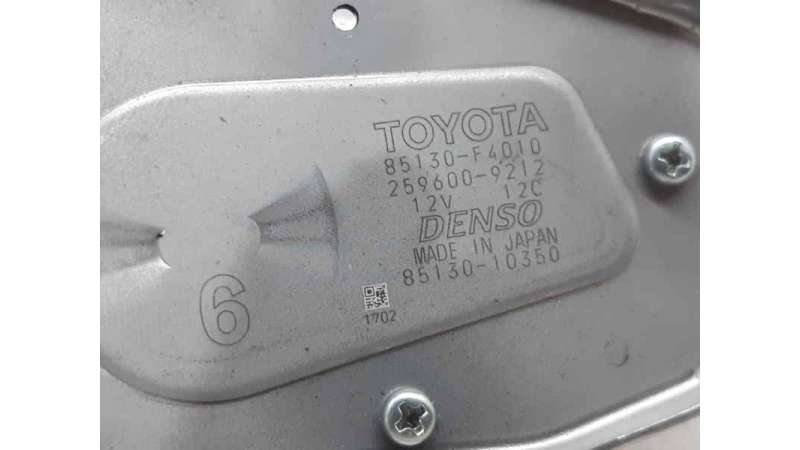 TOYOTA
85130-F4010
259600-9212
12V 12C
DENSO
MADE IN JAPAN
85130-10350
1702
6